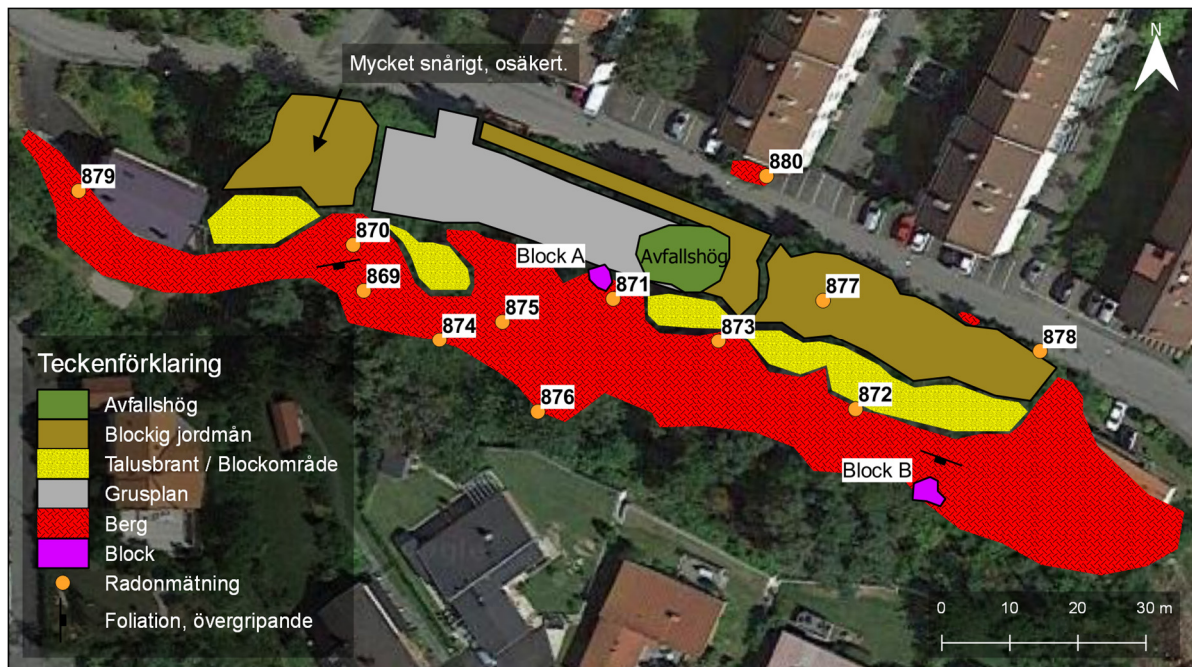 Mycket snårigt, osäkert.
N
879
880
870
Block A
Avfallshög
869
871
877
875
874
873
878
876
872
Block B
Teckenförklaring
Avfallshög
Blockig jordmån
Talusbrant / Blockområde
Grusplan
Berg
Block
Radonmätning
Foliation, övergripande
0 10 20 30 m